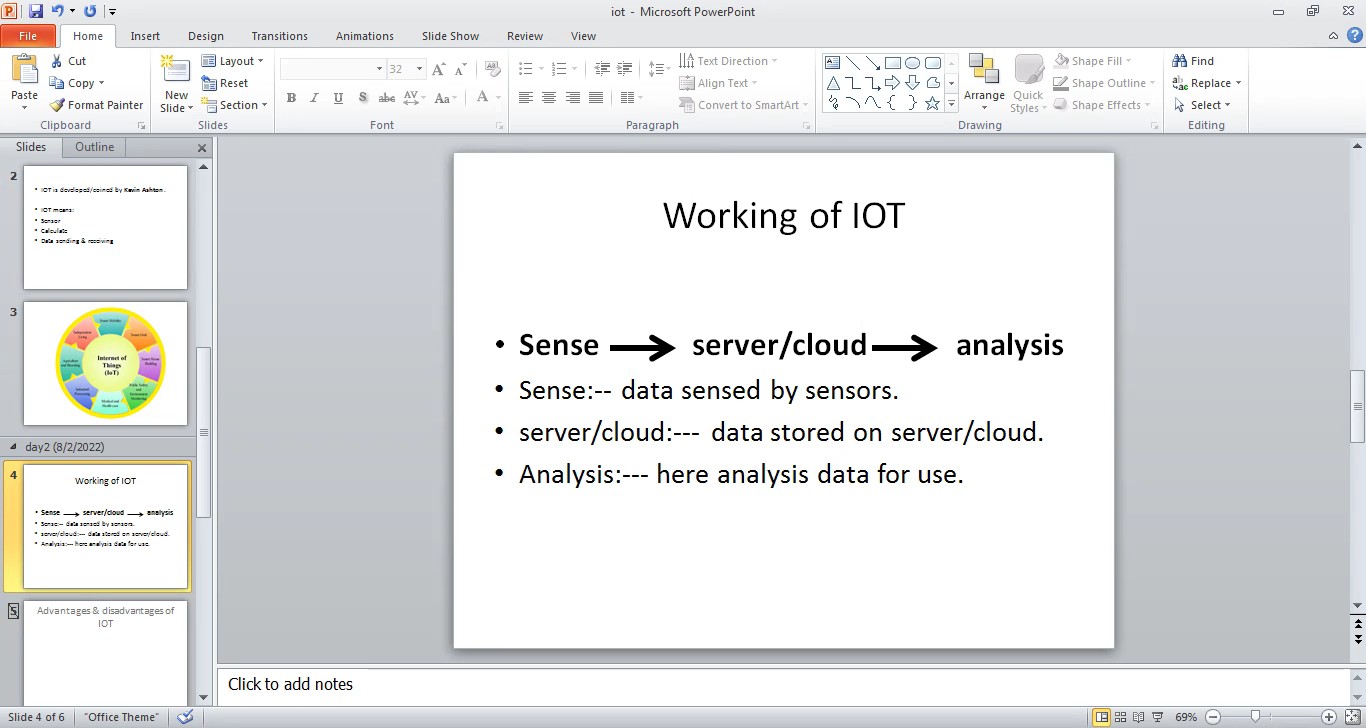 iot - Microsoft PowerPoint
File Home Insert Design Transitions Animations Slide Show Review View
Paste
Cut
Copy
Format Painter
Clipboard
New Slide
Layout
Reset
Section
Slides
32
B I U S abc AV Aa A
Font
Text Direction
Align Text
Convert to SmartArt
Paragraph
Arrange
Quick Styles
Shape Fill
Shape Outline
Shape Effects
Drawing
Find
Replace
Select
Editing
Slides Outline
2
• IOT is developed/coined by Kevin Ashton.
• IOT means:
• Sensor
• Calculate
• Data sending & receiving
3
Internet of
Things
(IoT)
day2 (8/2/2022)
4
Working of IOT
• Sense server/cloud analysis
• Sense:-- data sensed by sensors.
• server/cloud:--- data stored on server/cloud.
• Analysis:--- here analysis data for use.
5
Advantages & disadvantages of
IOT
Working of IOT
• Sense server/cloud analysis
• Sense:-- data sensed by sensors.
• server/cloud:--- data stored on server/cloud.
• Analysis:--- here analysis data for use.
Click to add notes
Slide 4 of 6 "Office Theme" 69%